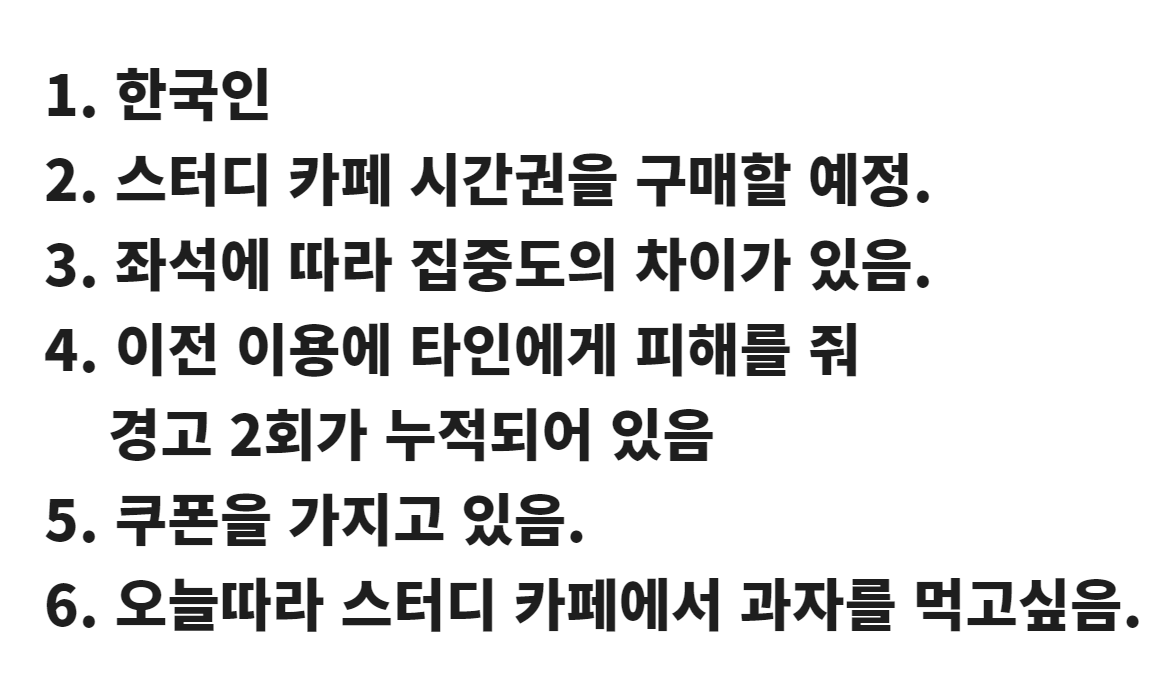 1. 한국인
2. 스터디 카페 시간권을 구매할 예정.
3. 좌석에 따라 집중도의 차이가 있음.
4. 이전 이용에 타인에게 피해를 줘
경고 2회가 누적되어 있음
5. 쿠폰을 가지고 있음.
6. 오늘따라 스터디 카페에서 과자를 먹고싶음.